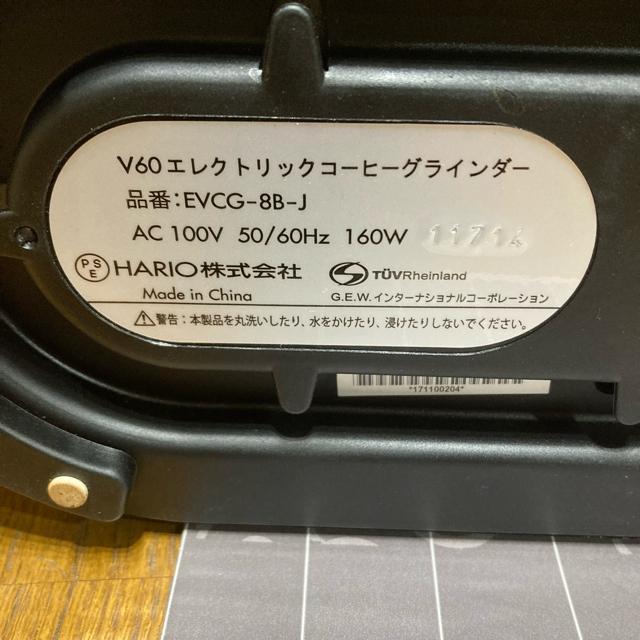 V60エレクトリックコーヒーグラインダー
品番:EVCG-8B-J
AC 100V 50/60Hz 160W 11714
PSE HARIO株式会社 TÜVRheinland
Made in China G.E.W.インターナショナルコーポレーション
⚠警告:本製品を丸洗いしたり、水をかけたり、浸けたりしないでください。
*171100204*